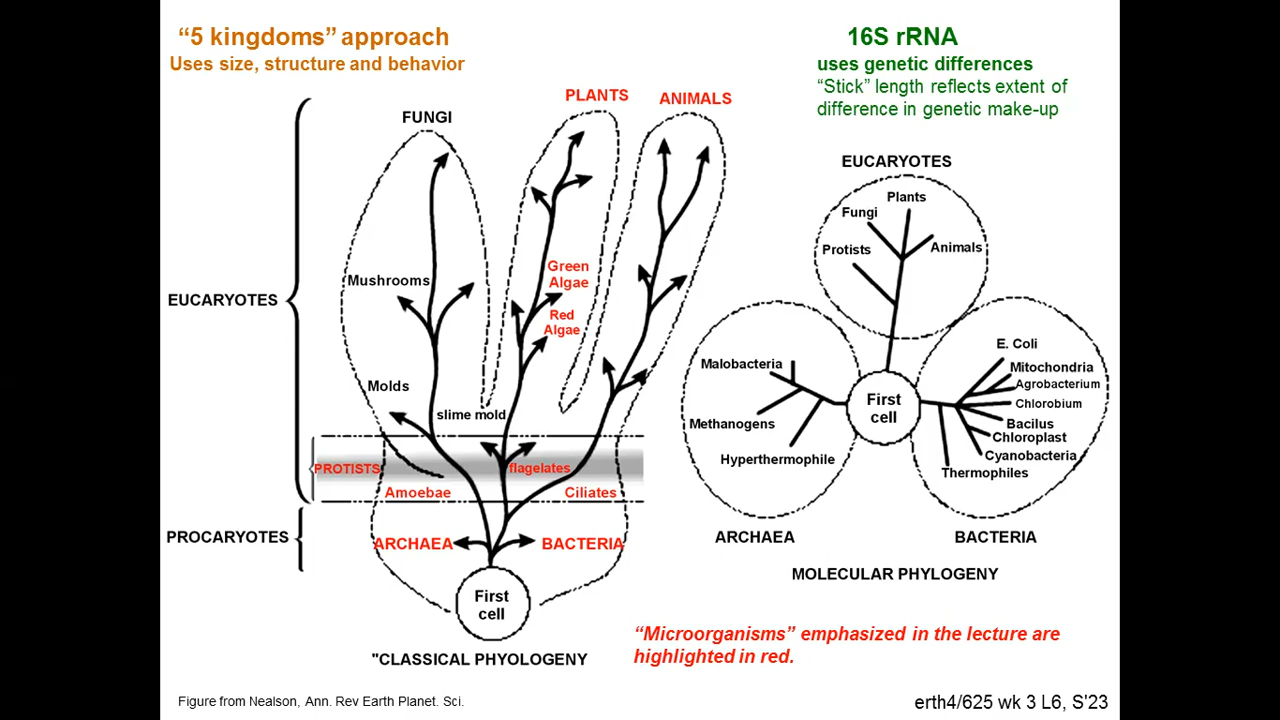 “5 kingdoms” approach
Uses size, structure and behavior
16S rRNA
uses genetic differences
“Stick” length reflects extent of
difference in genetic make-up
PLANTS
ANIMALS
FUNGI
Green
Algae
Mushrooms
EUCARYOTES
Red
Algae
Molds
slime mold
PROTISTS
flagelates
Amoebae
Ciliates
PROCARYOTES
ARCHAEA
BACTERIA
First
cell
"CLASSICAL PHYOLOGENY
EUCARYOTES
Plants
Fungi
Protists
Animals
Malobacteria
Methanogens
Hyperthermophile
First
cell
E. Coli
Mitochondria
Agrobacterium
Chlorobium
Bacilus
Chloroplast
Cyanobacteria
Thermophiles
ARCHAEA
BACTERIA
MOLECULAR PHYLOGENY
“Microorganisms” emphasized in the lecture are
highlighted in red.
Figure from Nealson, Ann. Rev Earth Planet. Sci.
erth4/625 wk 3 L6, S'23